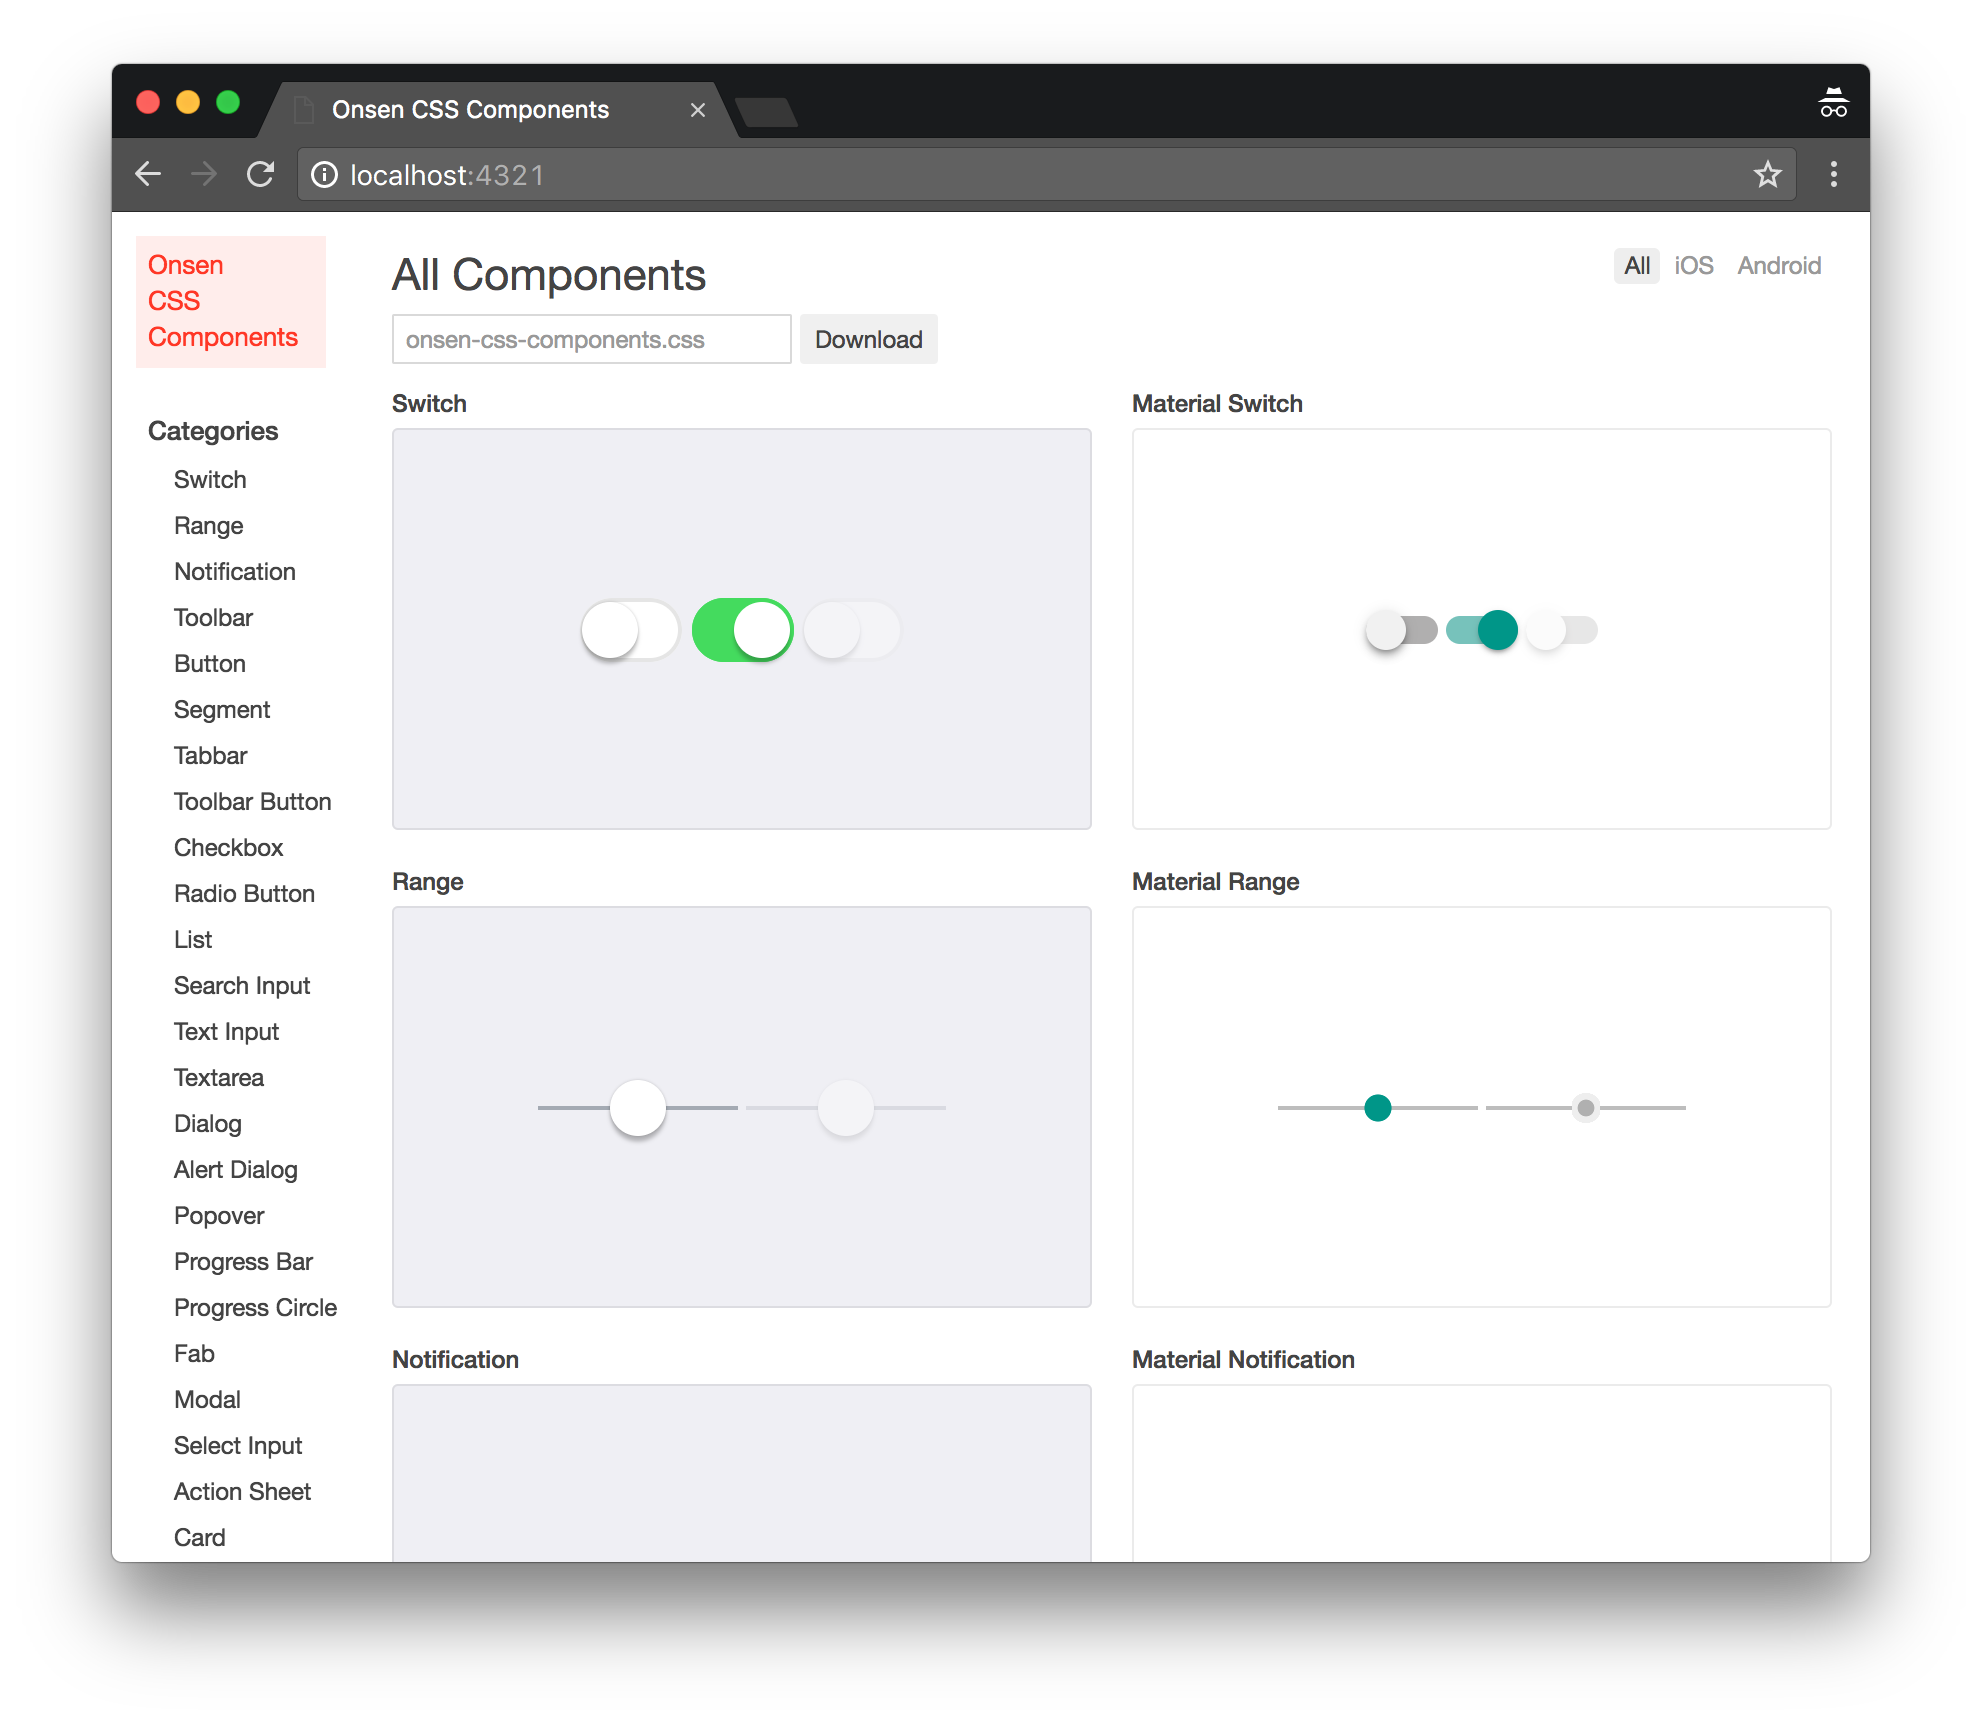 Onsen CSS Components
localhost:4321
Onsen
CSS
Components
Categories
Switch
Range
Notification
Toolbar
Button
Segment
Tabbar
Toolbar Button
Checkbox
Radio Button
List
Search Input
Text Input
Textarea
Dialog
Alert Dialog
Popover
Progress Bar
Progress Circle
Fab
Modal
Select Input
Action Sheet
Card
All Components
All iOS Android
onsen-css-components.css Download
Switch
Material Switch
Range
Material Range
Notification
Material Notification